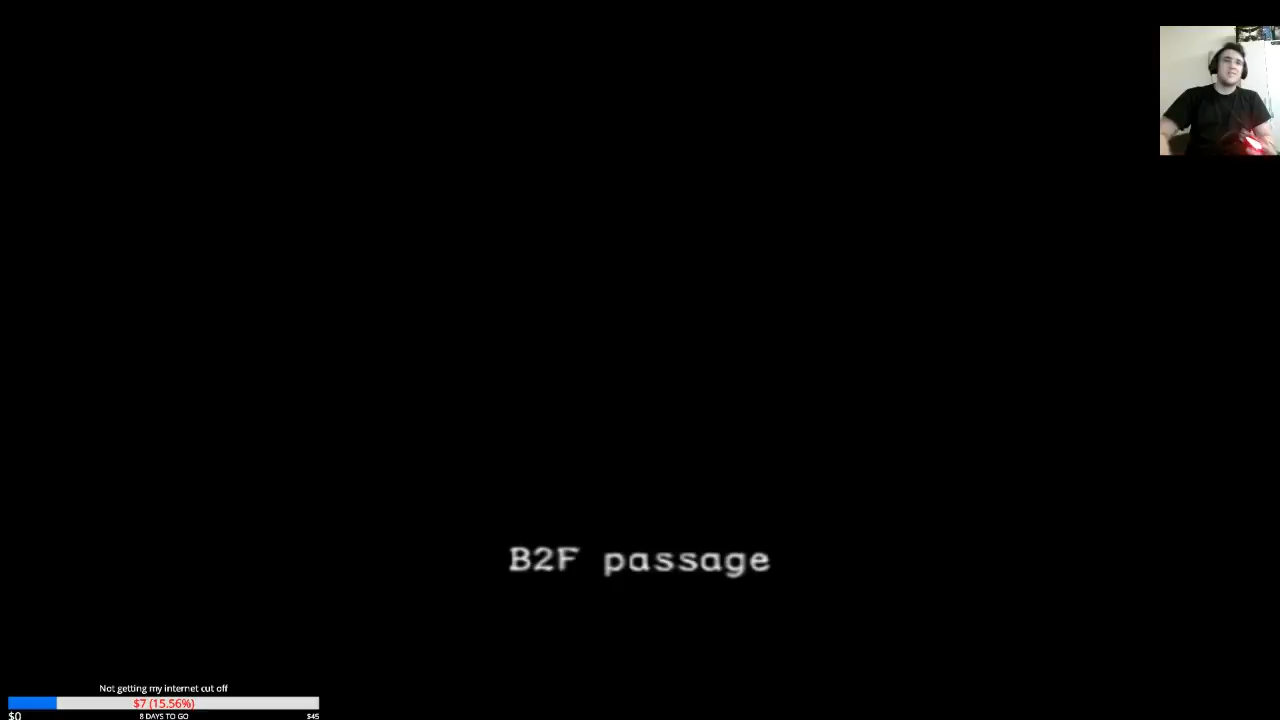 B2F passage
Not getting my internet cut off
$7 (15.56%)
$0 8 DAYS TO GO $45